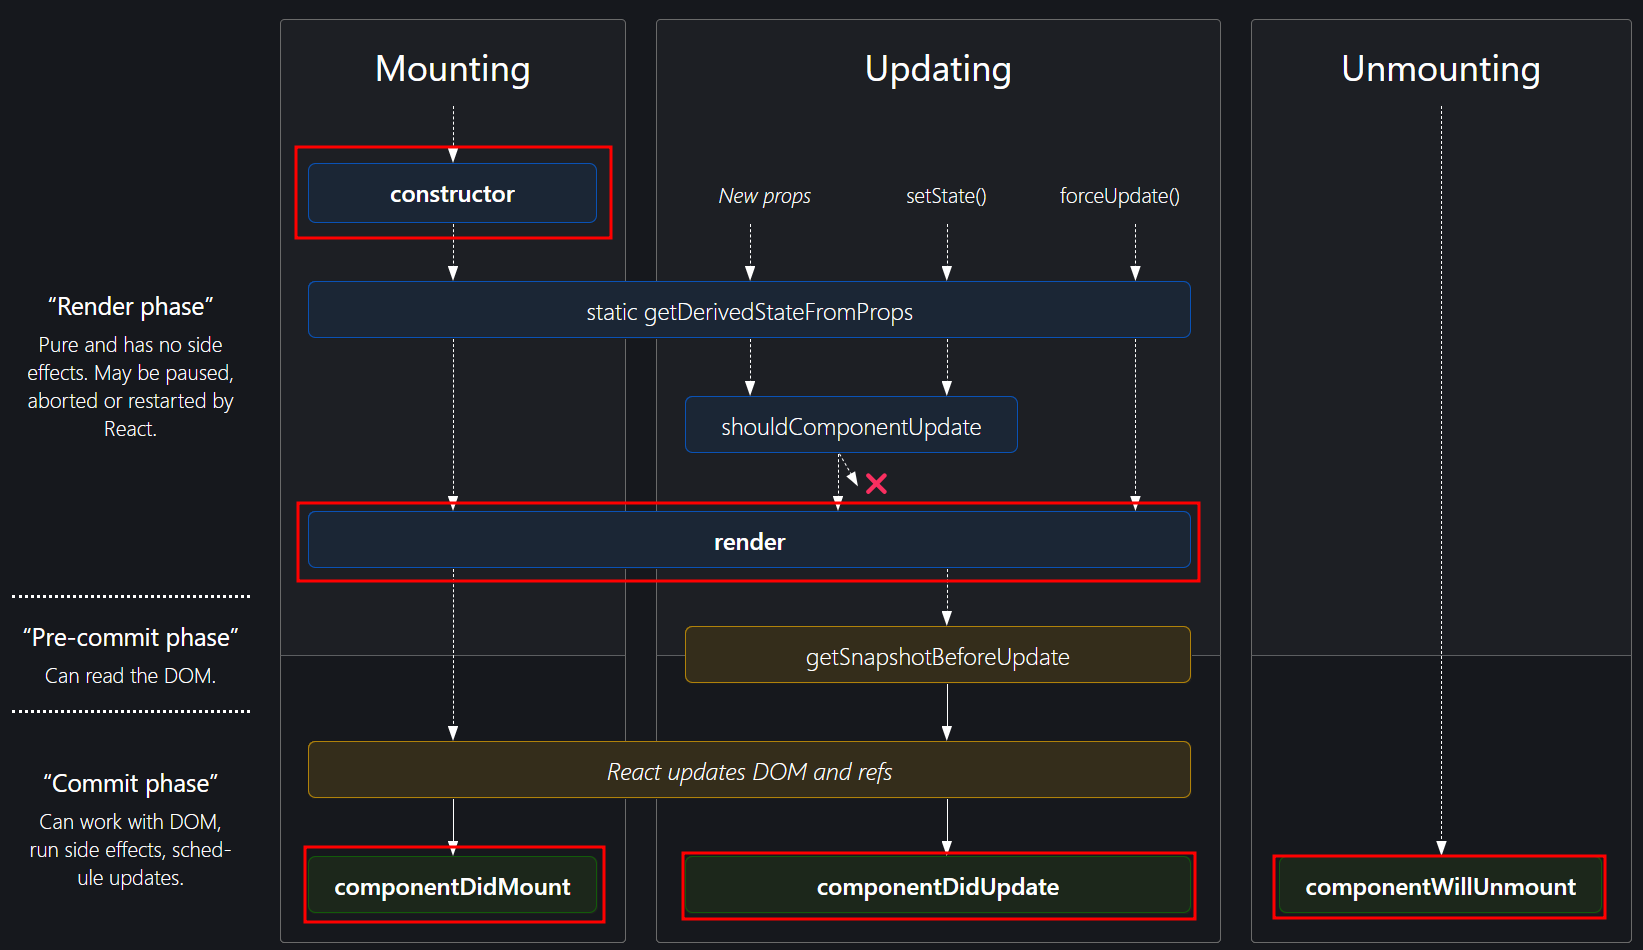 Mounting
Updating
Unmounting
constructor
New props
setState()
forceUpdate()
static getDerivedStateFromProps
“Render phase”
Pure and has no side
effects. May be paused,
aborted or restarted by
React.
shouldComponentUpdate
render
“Pre-commit phase”
Can read the DOM.
getSnapshotBeforeUpdate
React updates DOM and refs
“Commit phase”
Can work with DOM,
run side effects, sched-
ule updates.
componentDidMount
componentDidUpdate
componentWillUnmount